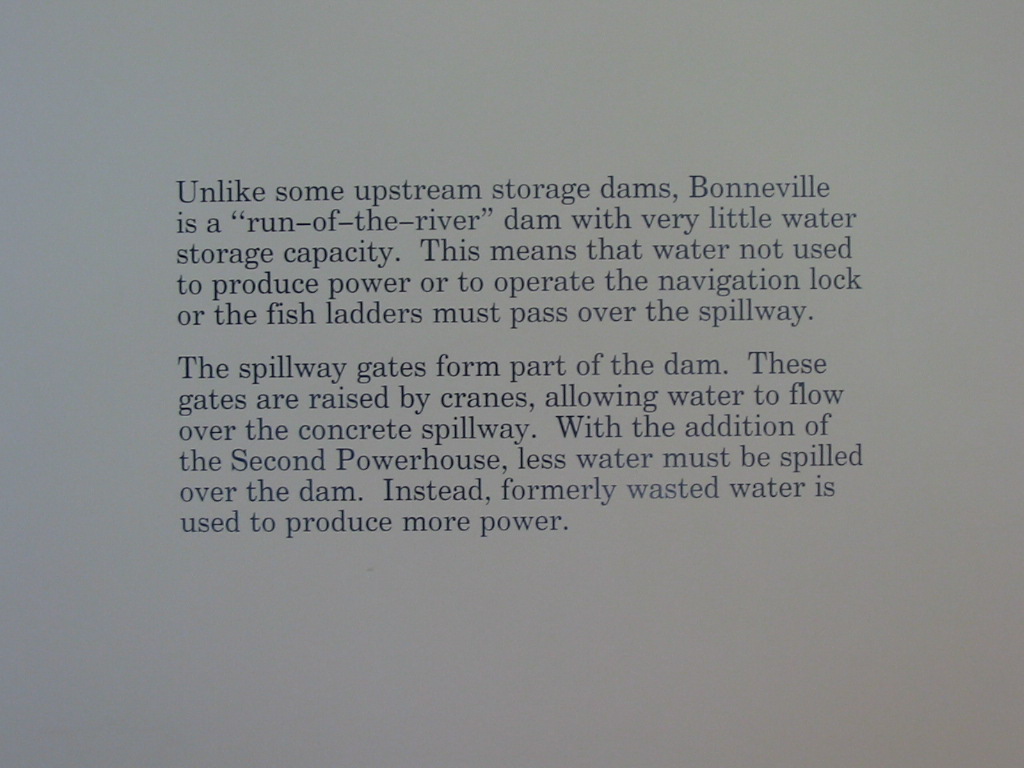 Unlike some upstream storage dams, Bonneville
is a “run–of–the–river” dam with very little water
storage capacity.  This means that water not used
to produce power or to operate the navigation lock
or the fish ladders must pass over the spillway.
The spillway gates form part of the dam.  These
gates are raised by cranes, allowing water to flow
over the concrete spillway.  With the addition of
the Second Powerhouse, less water must be spilled
over the dam.  Instead, formerly wasted water is
used to produce more power.